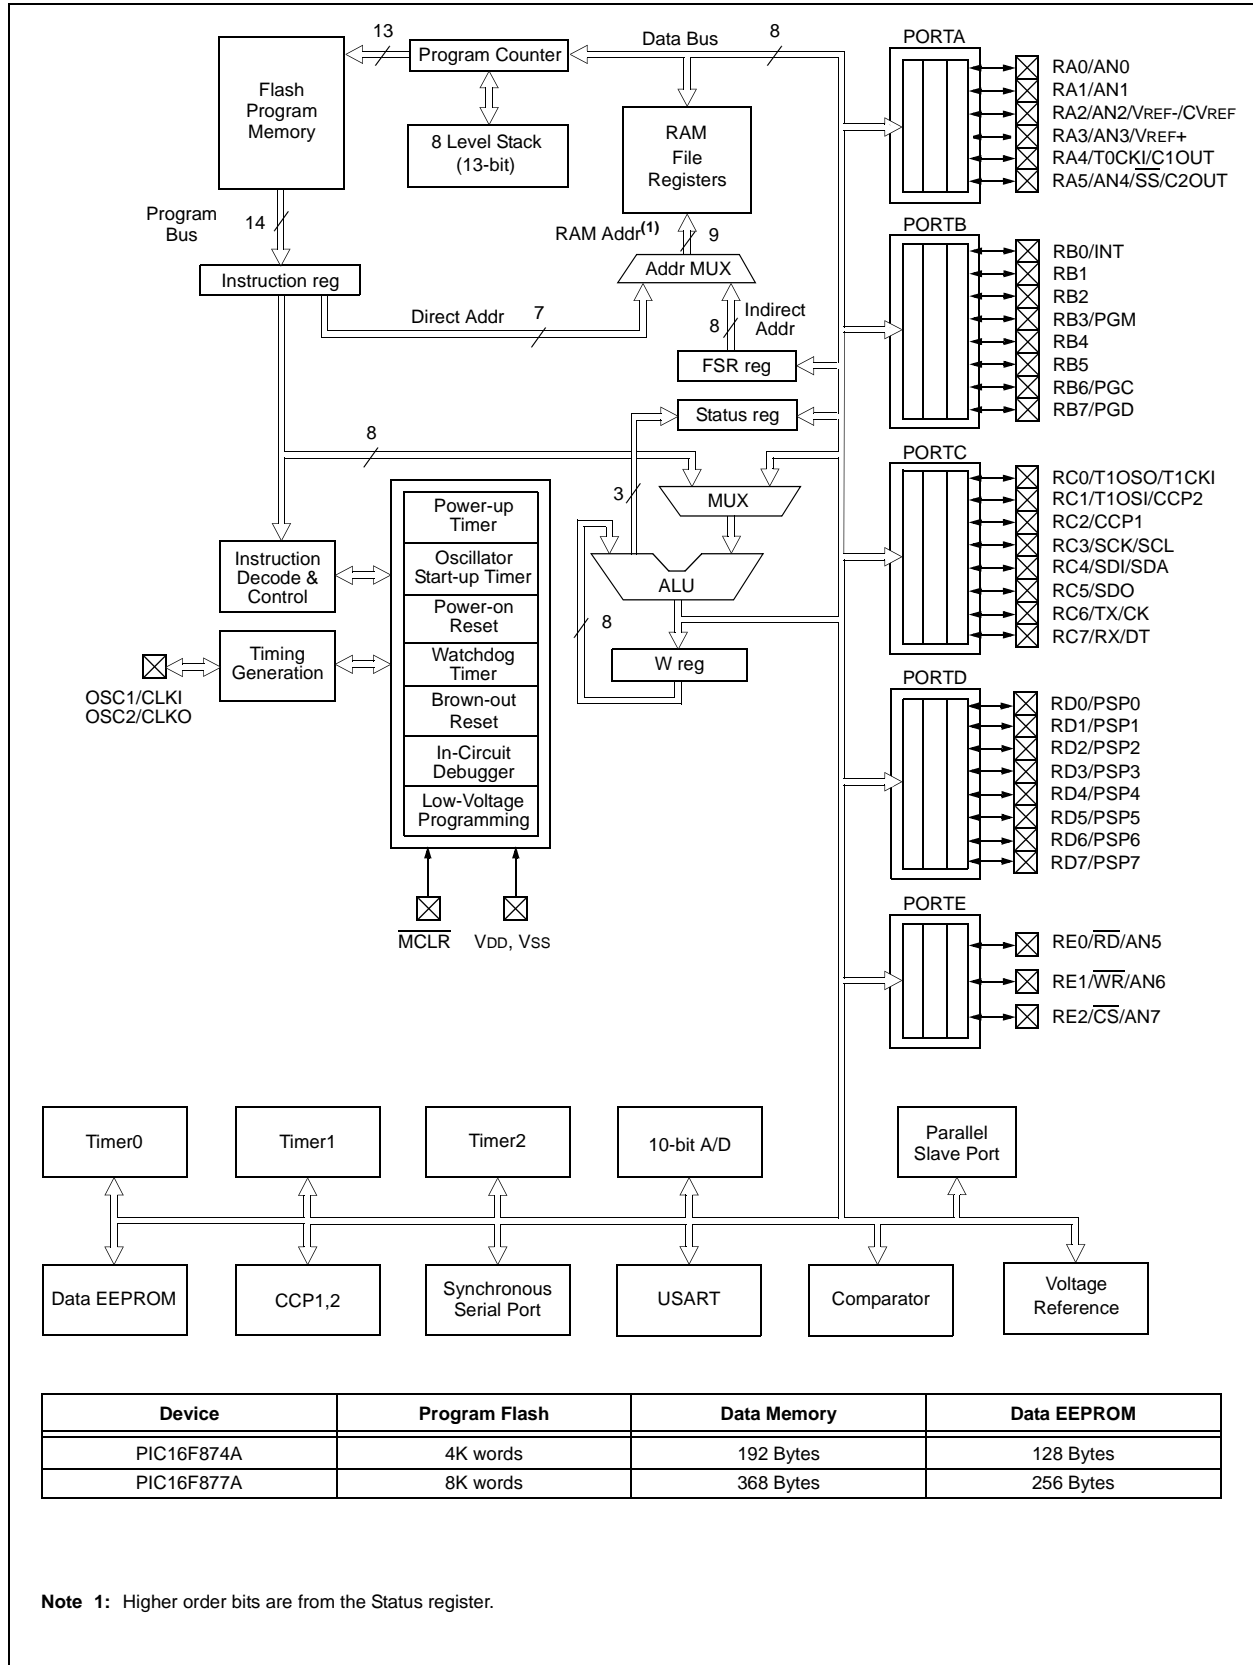 13
Program Counter
Data Bus
8
PORTA
Flash
Program
Memory
8 Level Stack
(13-bit)
RAM
File
Registers
RA0/AN0
RA1/AN1
RA2/AN2/VREF-/CVREF
RA3/AN3/VREF+
RA4/T0CKI/C1OUT
RA5/AN4/SS/C2OUT
Program
Bus
14
RAM Addr(1)
9
PORTB
Instruction reg
Addr MUX
RB0/INT
RB1
RB2
RB3/PGM
RB4
RB5
RB6/PGC
RB7/PGD
Direct Addr
7
8
Indirect
Addr
FSR reg
Status reg
8
3
MUX
PORTC
RC0/T1OSO/T1CKI
RC1/T1OSI/CCP2
RC2/CCP1
RC3/SCK/SCL
RC4/SDI/SDA
RC5/SDO
RC6/TX/CK
RC7/RX/DT
Power-up
Timer
Oscillator
Start-up Timer
Power-on
Reset
Watchdog
Timer
Brown-out
Reset
In-Circuit
Debugger
Low-Voltage
Programming
Instruction
Decode &
Control
ALU
8
W reg
Timing
Generation
OSC1/CLKI
OSC2/CLKO
PORTD
RD0/PSP0
RD1/PSP1
RD2/PSP2
RD3/PSP3
RD4/PSP4
RD5/PSP5
RD6/PSP6
RD7/PSP7
MCLR
VDD, VSS
PORTE
RE0/RD/AN5
RE1/WR/AN6
RE2/CS/AN7
Timer0
Timer1
Timer2
10-bit A/D
Parallel
Slave Port
Data EEPROM
CCP1,2
Synchronous
Serial Port
USART
Comparator
Voltage
Reference
Device Program Flash Data Memory Data EEPROM
PIC16F874A 4K words 192 Bytes 128 Bytes
PIC16F877A 8K words 368 Bytes 256 Bytes
Note 1: Higher order bits are from the Status register.